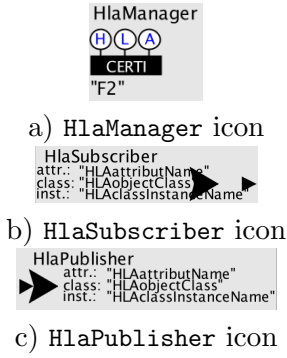 HlaManager
H L A
CERTI
"F2"
a) HlaManager icon
HlaSubscriber
attr.: "HLAattributName"
class: "HLAobjectClass"
inst.: "HLAclassInstanceName"
b) HlaSubscriber icon
HlaPublisher
attr.: "HLAattributName"
class: "HLAobjectClass"
inst.: "HLAclassInstanceName"
c) HlaPublisher icon